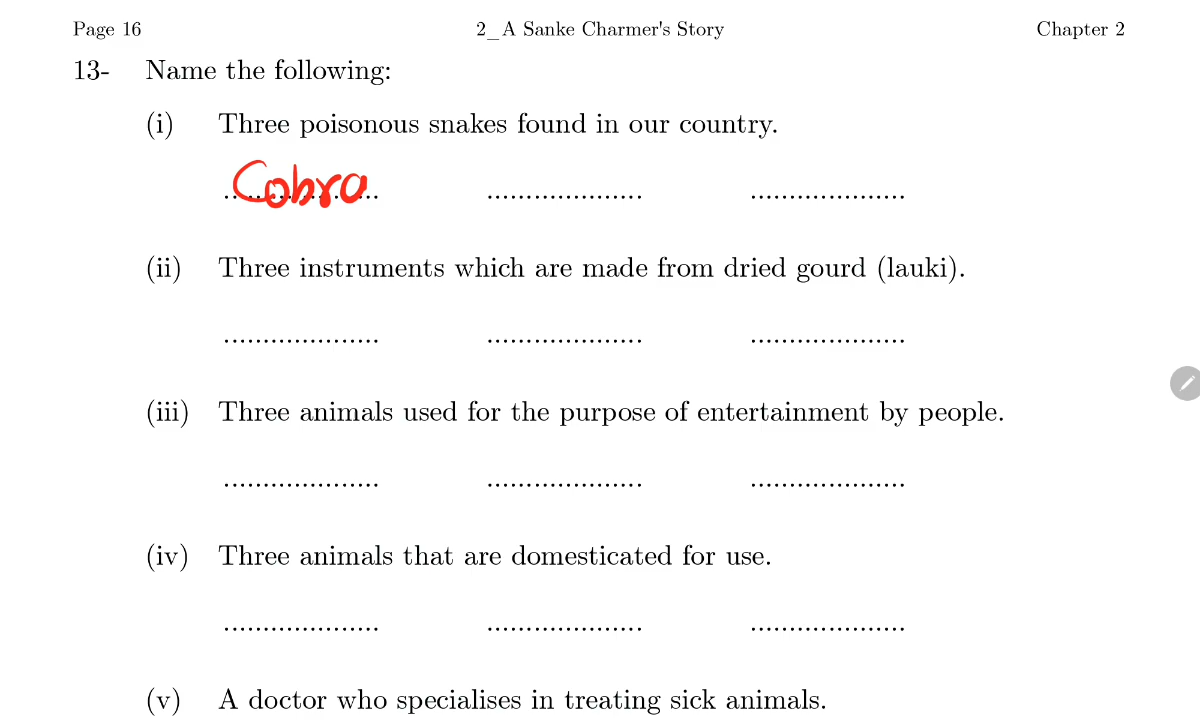 Page 16 2_A Sanke Charmer's Story Chapter 2
13- Name the following:
(i) Three poisonous snakes found in our country.
Cobra .................... ....................
(ii) Three instruments which are made from dried gourd (lauki).
.................... .................... ....................
(iii) Three animals used for the purpose of entertainment by people.
.................... .................... ....................
(iv) Three animals that are domesticated for use.
.................... .................... ....................
(v) A doctor who specialises in treating sick animals.